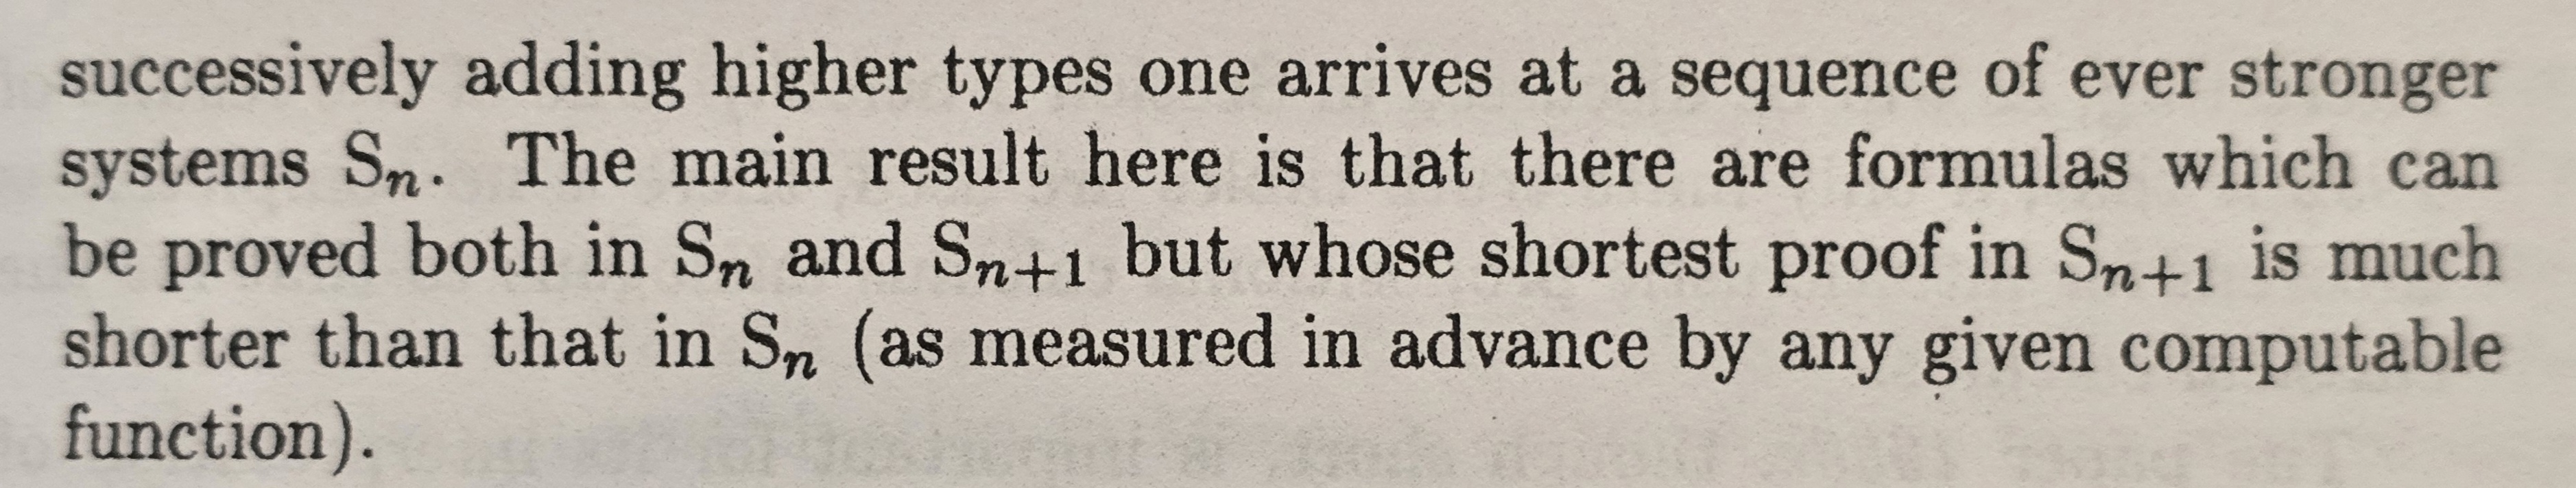 successively adding higher types one arrives at a sequence of ever stronger
systems Sₙ. The main result here is that there are formulas which can
be proved both in Sₙ and Sₙ₊₁ but whose shortest proof in Sₙ₊₁ is much
shorter than that in Sₙ (as measured in advance by any given computable
function).